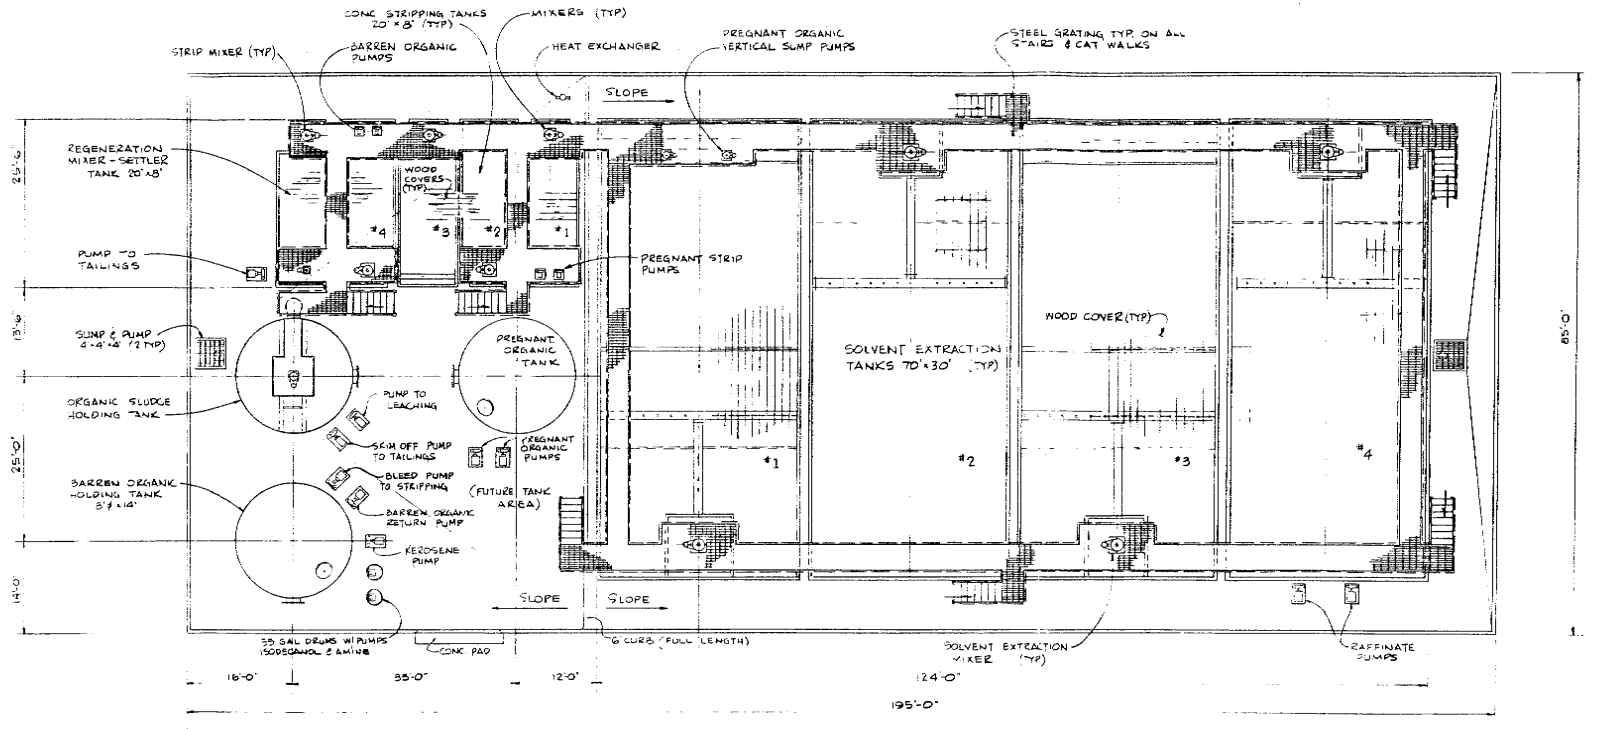 CONC STRIPPING TANKS
20' x 8' (TYP)
MIXERS (TYP)
STRIP MIXER (TYP)
BARREN ORGANIC
PUMPS
HEAT EXCHANGER
PREGNANT ORGANIC
VERTICAL SUMP PUMPS
STEEL GRATING TYP. ON ALL
STAIRS & CAT WALKS
SLOPE
REGENERATION
MIXER-SETTLER
TANK 20'x8'
WOOD
COVERS
(TYP)
#4
#3
#2
#1
25'-6
PUMP TO
TAILINGS
PREGNANT STRIP
PUMPS
13'-6
SUMP & PUMP
4'x4'x4' (2 TYP)
PREGNANT
ORGANIC
TANK
WOOD COVER (TYP)
85'-0"
SOLVENT EXTRACTION
TANKS 70'x30' (TYP)
ORGANIC SLUDGE
HOLDING TANK
PUMP TO
LEACHING
SKIM OFF PUMP
TO TAILINGS
PREGNANT
ORGANIC
PUMPS
#1
#2
#3
#4
25'-0"
BARREN ORGANIC
HOLDING TANK
BLEED PUMP
TO STRIPPING
(FUTURE TANK
AREA)
BARREN ORGANIC
RETURN PUMP
KEROSENE
PUMP
14'-0"
SLOPE
SLOPE
GAL DRUMS W/PUMPS
ISODECANOL & AMINE
CONC. PAD
6" CURB (FULL LENGTH)
SOLVENT EXTRACTION
MIXER (TYP)
RAFFINATE
PUMPS
16'-0"
35'-0"
12'-0"
124'-0"
195'-0"